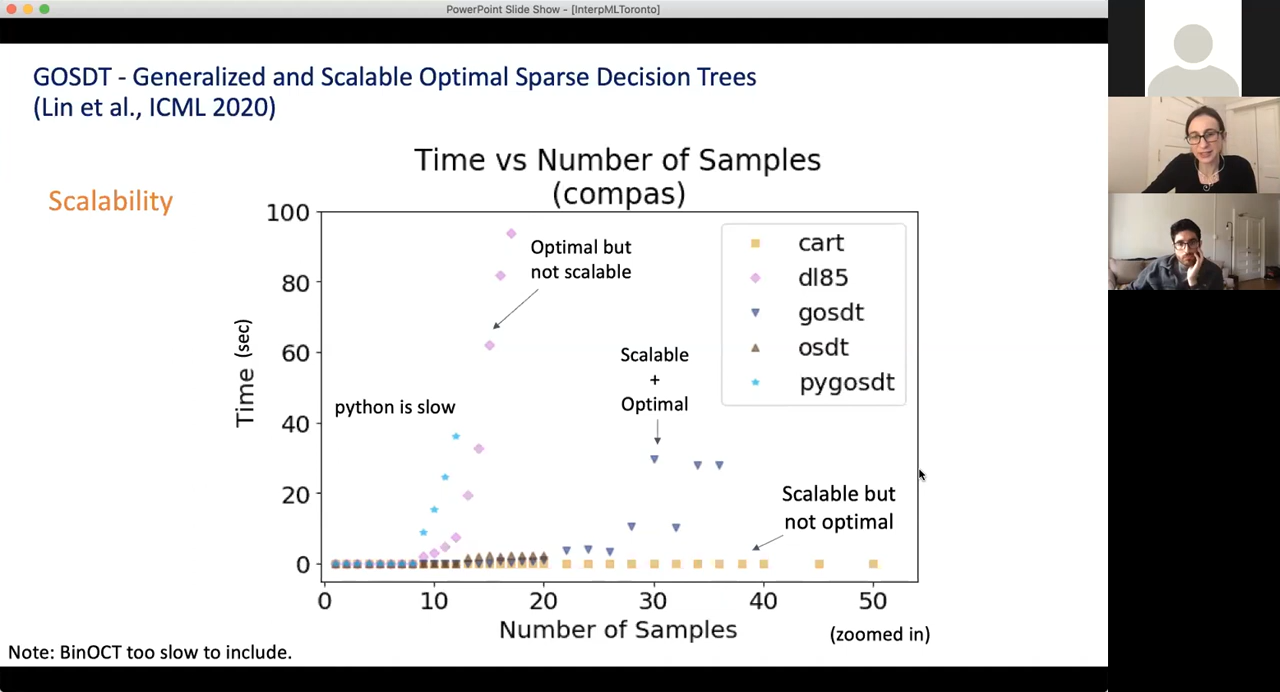 PowerPoint Slide Show - [InterpMLToronto]
GOSDT - Generalized and Scalable Optimal Sparse Decision Trees
(Lin et al., ICML 2020)
Scalability
Time vs Number of Samples
(compas)
100
80
60
40
20
0
Time (sec)
Optimal but
not scalable
python is slow
Scalable
+
Optimal
Scalable but
not optimal
cart
dl85
gosdt
osdt
pygosdt
0 10 20 30 40 50
Number of Samples
(zoomed in)
Note: BinOCT too slow to include.